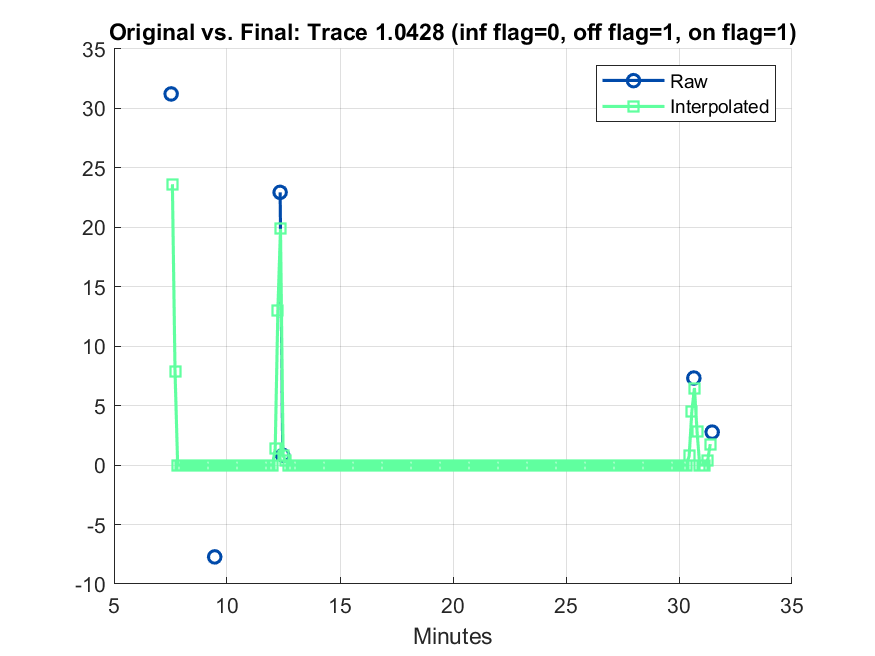 Original vs. Final: Trace 1.0428 (inf flag=0, off flag=1, on flag=1)
35
30
25
20
15
10
5
0
-5
-10
Raw
Interpolated
5 10 15 20 25 30 35
Minutes